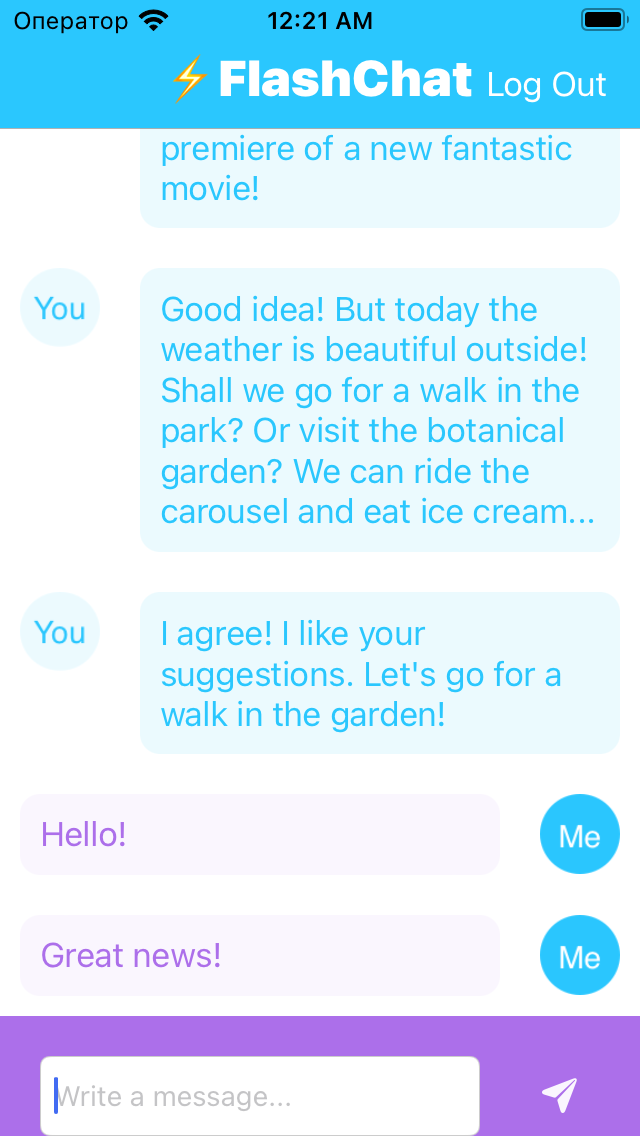 Оператор 12:21 AM
⚡️FlashChat Log Out
premiere of a new fantastic
movie!
You
Good idea! But today the
weather is beautiful outside!
Shall we go for a walk in the
park? Or visit the botanical
garden? We can ride the
carousel and eat ice cream...
You
I agree! I like your
suggestions. Let's go for a
walk in the garden!
Hello!
Me
Great news!
Me
Write a message...